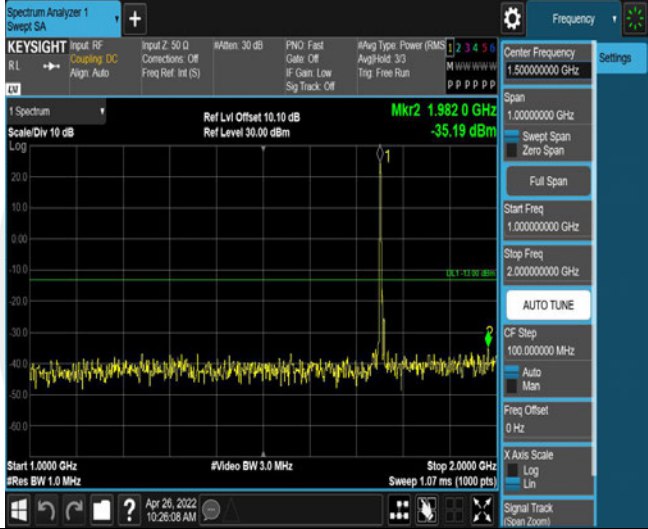 Spectrum Analyzer 1
Swept SA
+
Frequency
KEYSIGHT
RL
LXI
Input: RF
Coupling: DC
Align: Auto
Input Z: 50 Ω
Corrections: Off
Freq Ref: Int (S)
#Atten: 30 dB
PNO: Fast
Gate: Off
IF Gain: Low
Sig Track: Off
#Avg Type: Power (RMS
Avg|Hold: 3/3
Trig: Free Run
1 2 3 4 5 6
M W W W W W
P P P P P P
1 Spectrum
Scale/Div 10 dB
Log
Ref Lvl Offset 10.10 dB
Ref Level 30.00 dBm
Mkr2 1.982 0 GHz
-35.19 dBm
1
20.0
10.0
0.00
-10.0
DL1 -13.00 dBm
-20.0
-30.0
2
-40.0
-50.0
-60.0
Start 1.0000 GHz
#Res BW 1.0 MHz
#Video BW 3.0 MHz
Stop 2.0000 GHz
Sweep 1.07 ms (1000 pts)
?
Apr 26, 2022
10:26:08 AM
Center Frequency
1.500000000 GHz
Settings
Span
1.00000000 GHz
Swept Span
Zero Span
Full Span
Start Freq
1.000000000 GHz
Stop Freq
2.000000000 GHz
AUTO TUNE
CF Step
100.000000 MHz
Auto
Man
Freq Offset
0 Hz
X Axis Scale
Log
Lin
Signal Track
(Span Zoom)